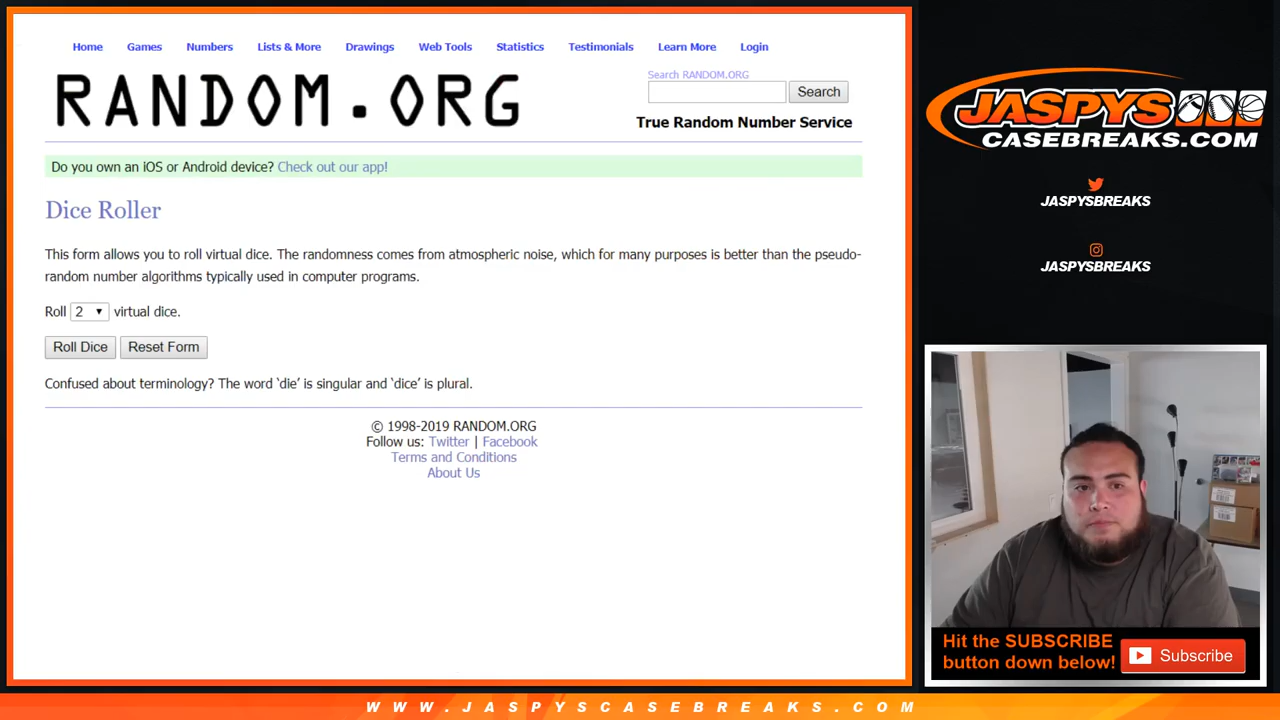 Home Games Numbers Lists & More Drawings Web Tools Statistics Testimonials Learn More Login
RANDOM.ORG
Search RANDOM.ORG
Search
True Random Number Service
Do you own an iOS or Android device? Check out our app!
Dice Roller
This form allows you to roll virtual dice. The randomness comes from atmospheric noise, which for many purposes is better than the pseudo-
random number algorithms typically used in computer programs.
Roll 2 virtual dice.
Roll Dice Reset Form
Confused about terminology? The word ‘die’ is singular and ‘dice’ is plural.
© 1998-2019 RANDOM.ORG
Follow us: Twitter | Facebook
Terms and Conditions
About Us
JASPYS
CASEBREAKS.COM
JASPYSBREAKS
JASPYSBREAKS
Hit the SUBSCRIBE
button down below!
Subscribe
WWW.JASPYSCASEBREAKS.COM